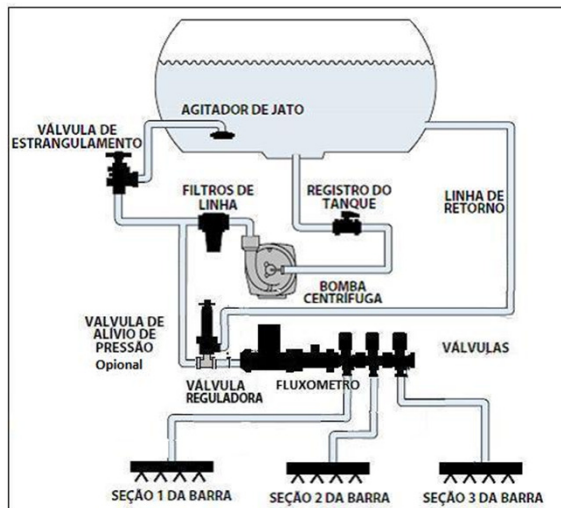 AGITADOR DE JATO
VÁLVULA DE
ESTRANGULAMENTO
FILTROS DE
LINHA
REGISTRO DO
TANQUE
LINHA DE
RETORNO
BOMBA
CENTRÍFUGA
VALVULA DE
ALÍVIO DE
PRESSÃO
Opional
VÁLVULA
REGULADORA
FLUXOMETRO
VÁLVULAS
SEÇÃO 1 DA BARRA
SEÇÃO 2 DA BARRA
SEÇÃO 3 DA BARRA